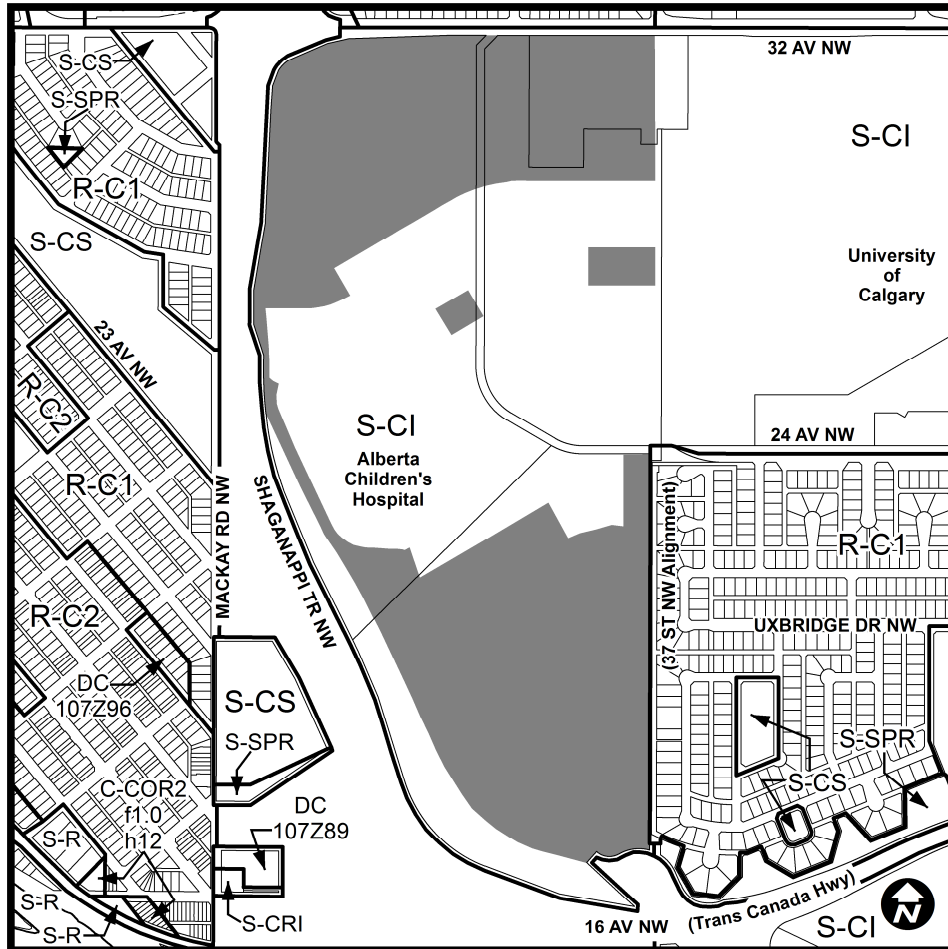 32 AV NW
S-CS
S-SPR
S-CI
R-C1
S-CS
University
of
Calgary
23 AV NW
R-C2
S-CI
24 AV NW
Alberta
Children's
Hospital
R-C1
MACKAY RD NW
SHAGANAPPI TR NW
(37 ST NW Alignment)
R-C1
R-C2
UXBRIDGE DR NW
DC
107Z96
S-CS
S-SPR
S-SPR
S-CS
C-COR2
f1.0
h12
DC
107Z89
S-R
S-R
S-R
S-CRI
16 AV NW
(Trans Canada Hwy)
S-CI
N